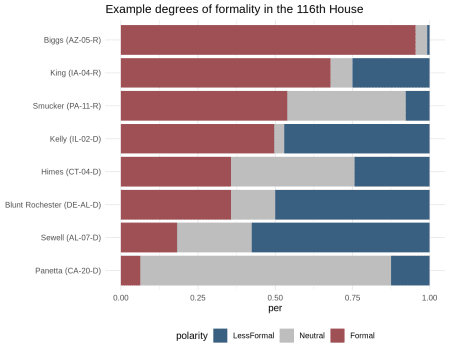 Example degrees of formality in the 116th House
Biggs (AZ-05-R)
King (IA-04-R)
Smucker (PA-11-R)
Kelly (IL-02-D)
Himes (CT-04-D)
Blunt Rochester (DE-AL-D)
Sewell (AL-07-D)
Panetta (CA-20-D)
0.00 0.25 0.50 0.75 1.00
per
polarity LessFormal Neutral Formal